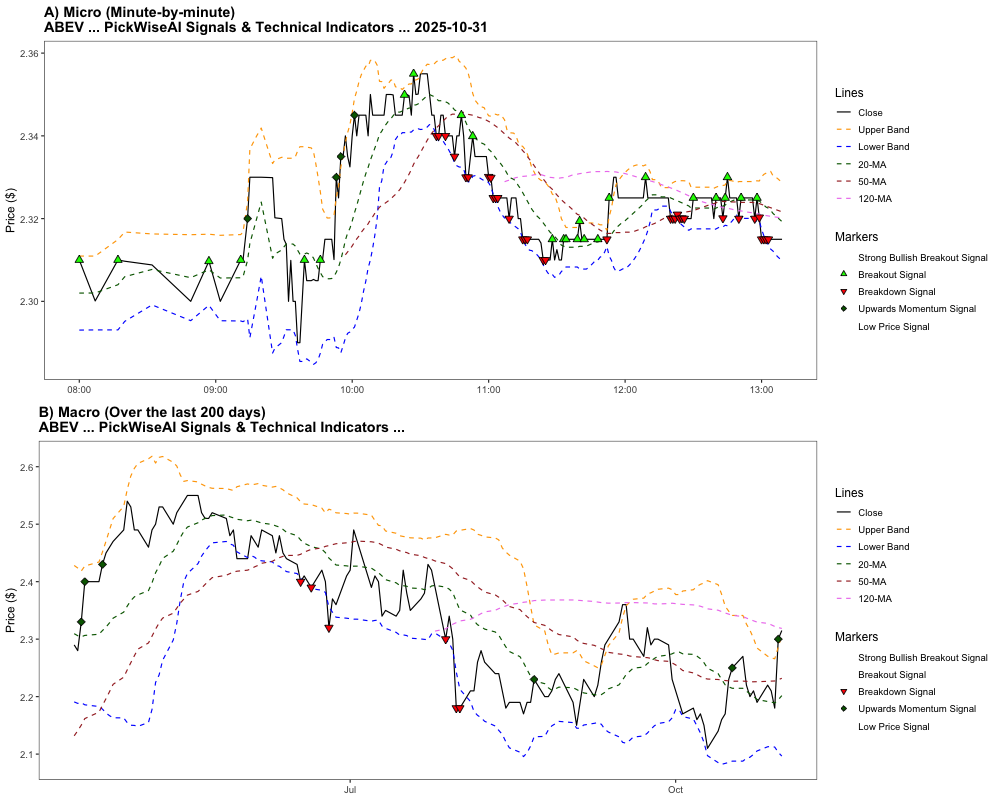 A) Micro (Minute-by-minute)
ABEV ... PickWiseAI Signals & Technical Indicators ... 2025-10-31
Price ($)
2.36
2.34
2.32
2.30
08:00 09:00 10:00 11:00 12:00 13:00
Lines
Close
Upper Band
Lower Band
20-MA
50-MA
120-MA
Markers
Strong Bullish Breakout Signal
Breakout Signal
Breakdown Signal
Upwards Momentum Signal
Low Price Signal
B) Macro (Over the last 200 days)
ABEV ... PickWiseAI Signals & Technical Indicators ...
Price ($)
2.6
2.5
2.4
2.3
2.2
2.1
Jul Oct
Lines
Close
Upper Band
Lower Band
20-MA
50-MA
120-MA
Markers
Strong Bullish Breakout Signal
Breakout Signal
Breakdown Signal
Upwards Momentum Signal
Low Price Signal